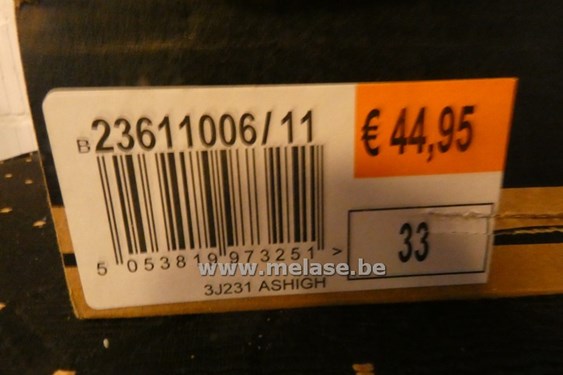 B 23611006/11
€ 44,95
33
5 053819 973251 >
www.melase.be
3J231 ASHIGH